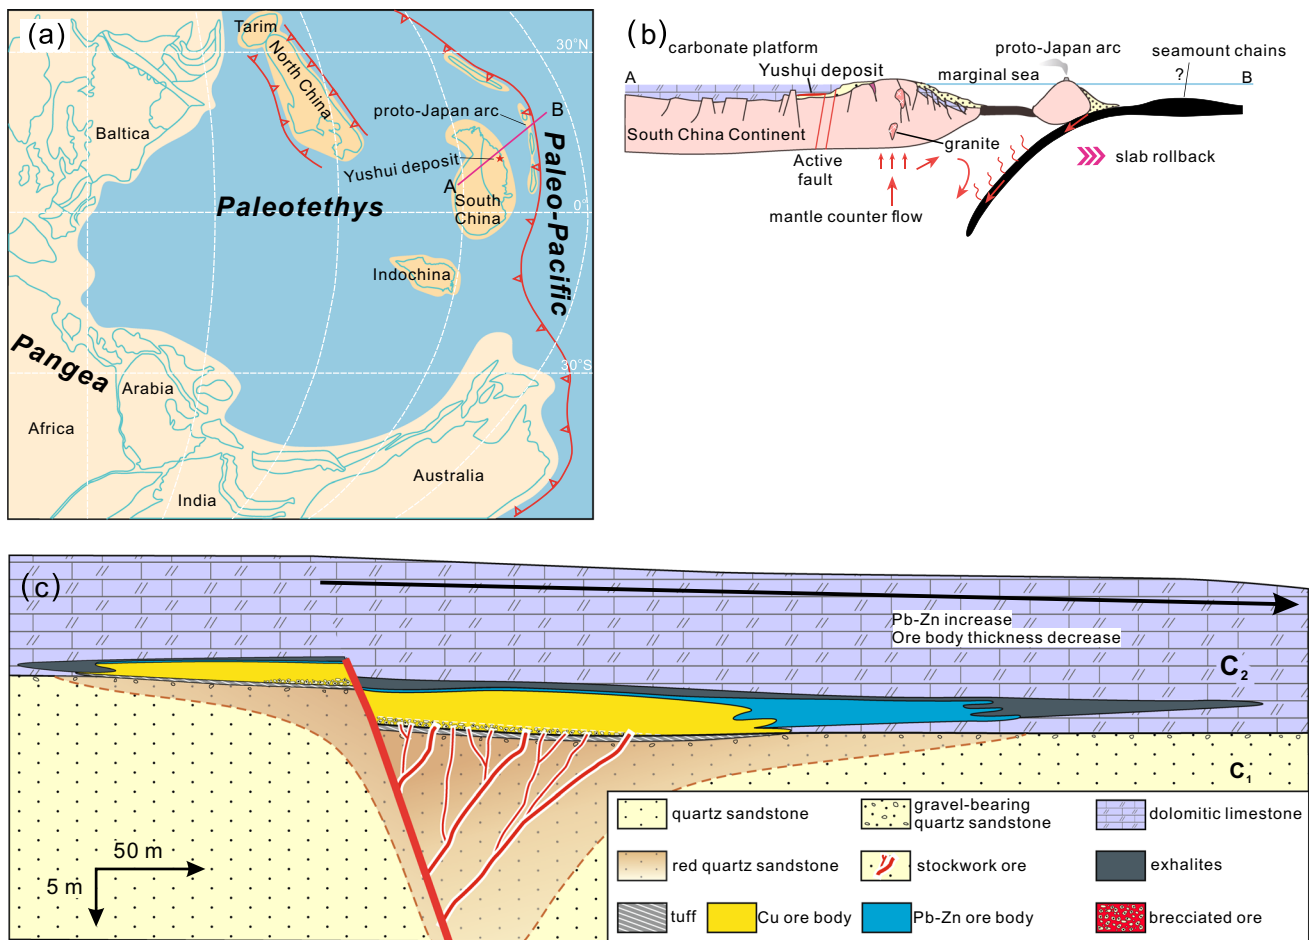 (a)
Tarim
North China
30°N
Baltica
proto-Japan arc
B
Yushui deposit
A
Paleotethys
South
China
0°
Paleo-Pacific
Indochina
30°S
Pangea
Arabia
Africa
Australia
India
(b)
carbonate platform
proto-Japan arc
seamount chains
A
Yushui deposit
marginal sea
?
B
South China Continent
granite
Active
fault
slab rollback
mantle counter flow
(c)
Pb-Zn increase
Ore body thickness decrease
C2
C1
50 m
5 m
quartz sandstone
gravel-bearing
quartz sandstone
dolomitic limestone
red quartz sandstone
stockwork ore
exhalites
tuff
Cu ore body
Pb-Zn ore body
brecciated ore